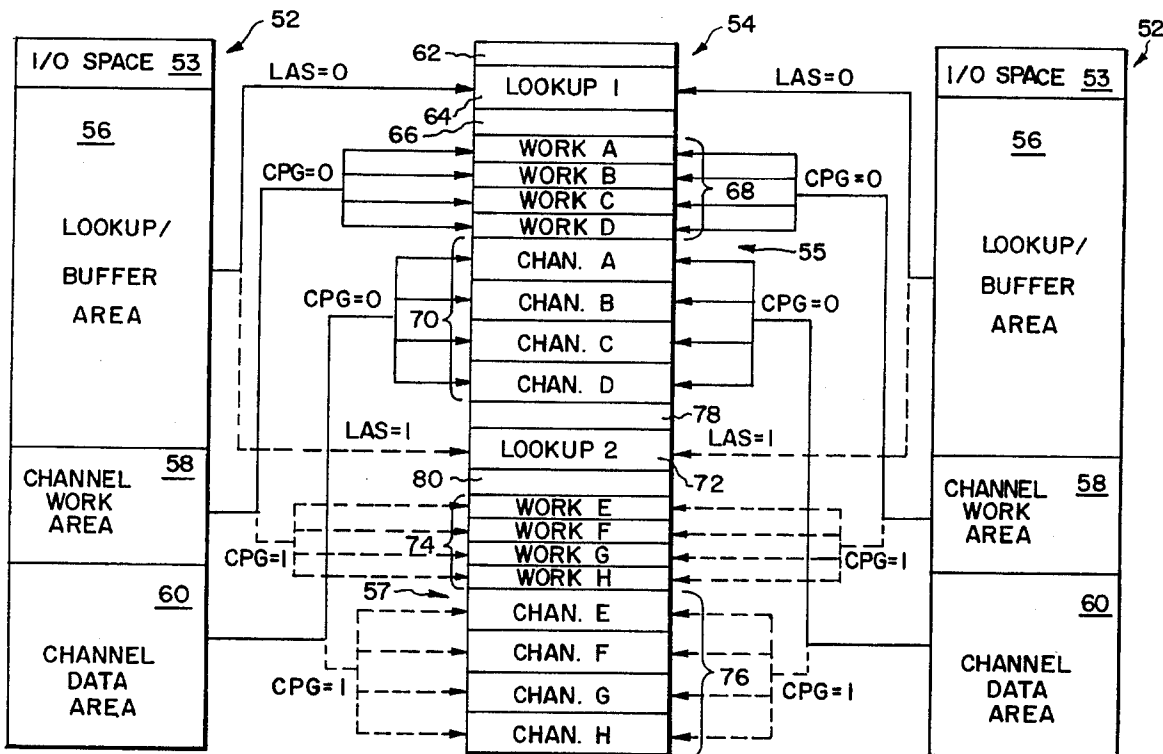 52
I/O SPACE 53
56
LOOKUP/
BUFFER
AREA
58
CHANNEL
WORK
AREA
60
CHANNEL
DATA
AREA
LAS=0
CPG=0
CPG=0
LAS=1
CPG=1
CPG=1
54
62
LOOKUP 1
64
66
WORK A
WORK B
WORK C
WORK D
68
55
CHAN. A
CHAN. B
CHAN. C
CHAN. D
70
78
LOOKUP 2
72
80
WORK E
WORK F
WORK G
WORK H
74
57
CHAN. E
CHAN. F
CHAN. G
CHAN. H
76
LAS=0
CPG=0
CPG=0
LAS=1
CPG=1
CPG=1
52
I/O SPACE 53
56
LOOKUP/
BUFFER
AREA
CHANNEL 58
WORK
AREA
60
CHANNEL
DATA AREA